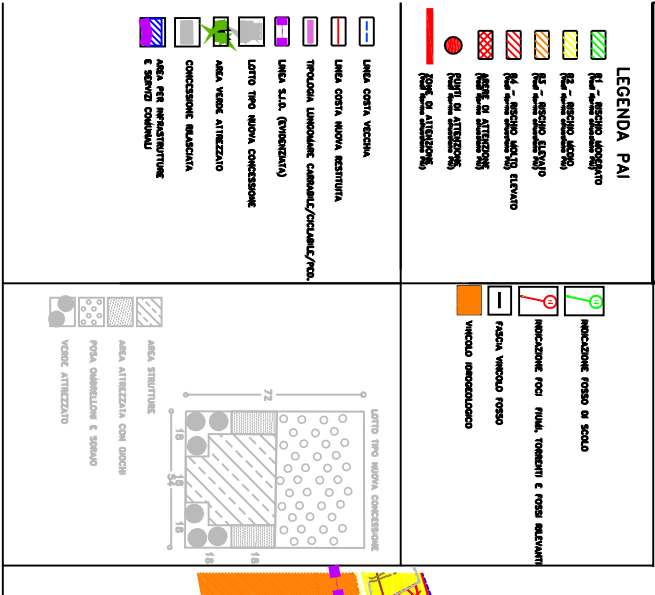 LEGENDA PAI
R1 - RISCHIO MODERATO
R2 - RISCHIO MEDIO
R3 - RISCHIO ELEVATO
R4 - RISCHIO MOLTO ELEVATO
AREE DI ATTENZIONE
PUNTI DI ATTENZIONE
ZONE DI ATTENZIONE
INDICAZIONE FOSSO DI SCOLO
INDICAZIONE FOCI FIUMI, TORRENTI E FOSSI RILEVANTI
FASCIA VINCOLO FOSSO
VINCOLO IDROGEOLOGICO
LINEA COSTA VECCHIA
LINEA COSTA NUOVA RESTITUITA
TIPOLOGIA LUNGOMARE CARRABILE/CICLABILE/PED.
LINEA S.I.D. (EVIDENZIATA)
LOTTO TIPO NUOVA CONCESSIONE
AREA VERDE ATTREZZATO
CONCESSIONE RILASCIATA
AREA PER INFRASTRUTTURE
E SERVIZI COMUNALI
LOTTO TIPO NUOVA CONCESSIONE
72
18
18
18
54
18
18
AREA STRUTTURE
AREA ATTREZZATA CON GIOCHI
POSA OMBRELLONI E SDRAIO
VERDE ATTREZZATO